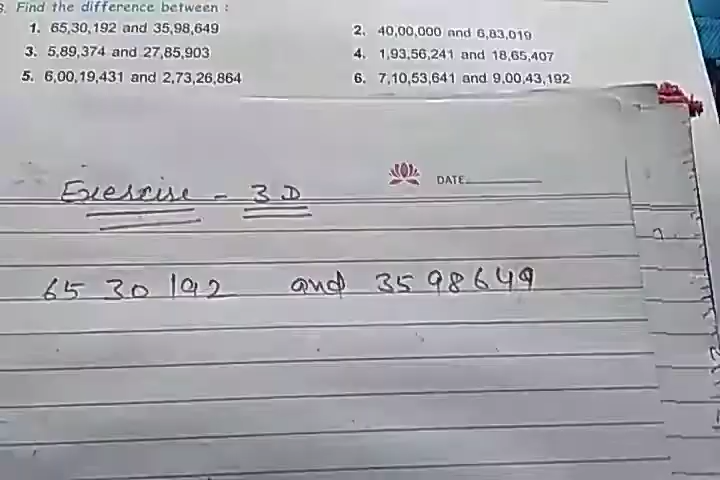 3. Find the difference between :
1. 65,30,192 and 35,98,649
2. 40,00,000 and 6,83,019
3. 5,89,374 and 27,85,903
4. 1,93,56,241 and 18,65,407
5. 6,00,19,431 and 2,73,26,864
6. 7,10,53,641 and 9,00,43,192
DATE
Exercise - 3D
65 30 192 and 35 98649